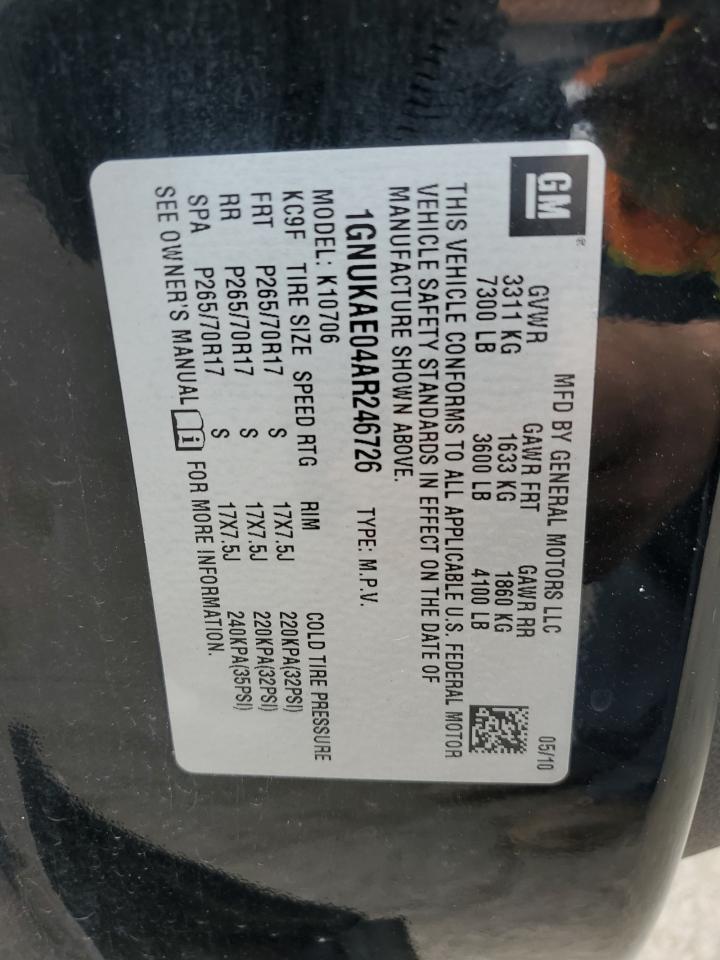 GM
®
MFD BY GENERAL MOTORS LLC 05/10
GVWR GAWR FRT GAWR RR
3311 KG 1633 KG 1860 KG
7300 LB 3600 LB 4100 LB
THIS VEHICLE CONFORMS TO ALL APPLICABLE U.S. FEDERAL MOTOR
VEHICLE SAFETY STANDARDS IN EFFECT ON THE DATE OF
MANUFACTURE SHOWN ABOVE.
1GNUKAE04AR246726 TYPE: M.P.V.
MODEL: K10706
KC9F TIRE SIZE SPEED RTG RIM COLD TIRE PRESSURE
FRT P265/70R17 S 17X7.5J 220KPA(32PSI)
RR P265/70R17 S 17X7.5J 220KPA(32PSI)
SPA P265/70R17 S 17X7.5J 240KPA(35PSI)
SEE OWNER'S MANUAL i FOR MORE INFORMATION.